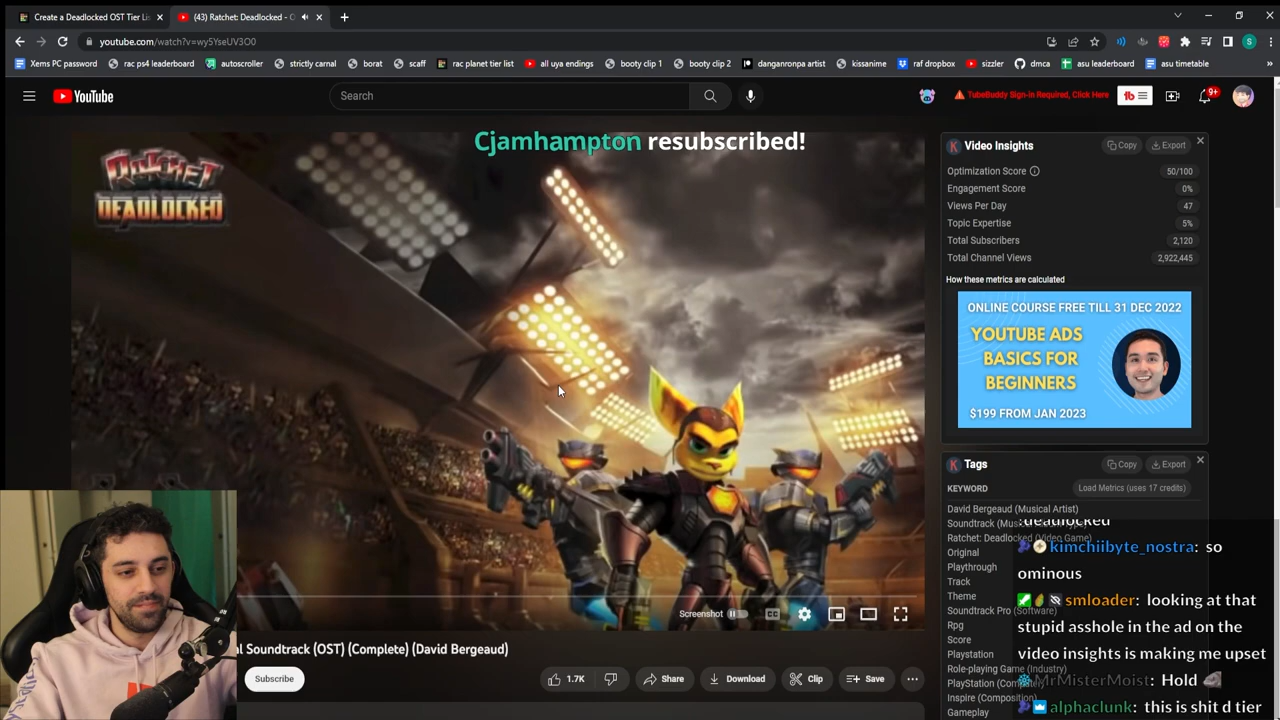 Create a Deadlocked OST Tier Lis
(43) Ratchet: Deadlocked - O
youtube.com/watch?v=wy5YseUV3O0
Xems PC password
rac ps4 leaderboard
autoscroller
strictly carnal
borat
scaff
rac planet tier list
all uya endings
booty clip 1
booty clip 2
danganronpa artist
kissanime
raf dropbox
sizzler
dmca
asu leaderboard
asu timetable
YouTube
Search
TubeBuddy Sign-in Required, Click Here
tb
9+
S
Cjamhampton resubscribed!
RATCHET
DEADLOCKED
Video Insights
Copy
Export
Optimization Score 50/100
Engagement Score 0%
Views Per Day 47
Topic Expertise 5%
Total Subscribers 2,120
Total Channel Views 2,922,445
How these metrics are calculated
ONLINE COURSE FREE TILL 31 DEC 2022
YOUTUBE ADS
BASICS FOR
BEGINNERS
$199 FROM JAN 2023
Tags
Copy
Export
KEYWORD
Load Metrics (uses 17 credits)
David Bergeaud (Musical Artist)
Soundtrack (Mus
Ratchet: Deadlocked (Video Game)
Original
Playthrough
Track
Theme
Soundtrack Pro (Software)
Rpg
Score
Playstation
Role-playing Game (Industry)
PlayStation (Comp
Inspire (Composition)
Gameplay
:deadlocked
kimchiibyte_nostra: so
ominous
smloader: looking at that
stupid asshole in the ad on the
video insights is making me upset
MrMisterMoist: Hold
alphaclunk: this is shit d tier
Screenshot
CC
l Soundtrack (OST) (Complete) (David Bergeaud)
Subscribe
1.7K
Share
Download
Clip
Save